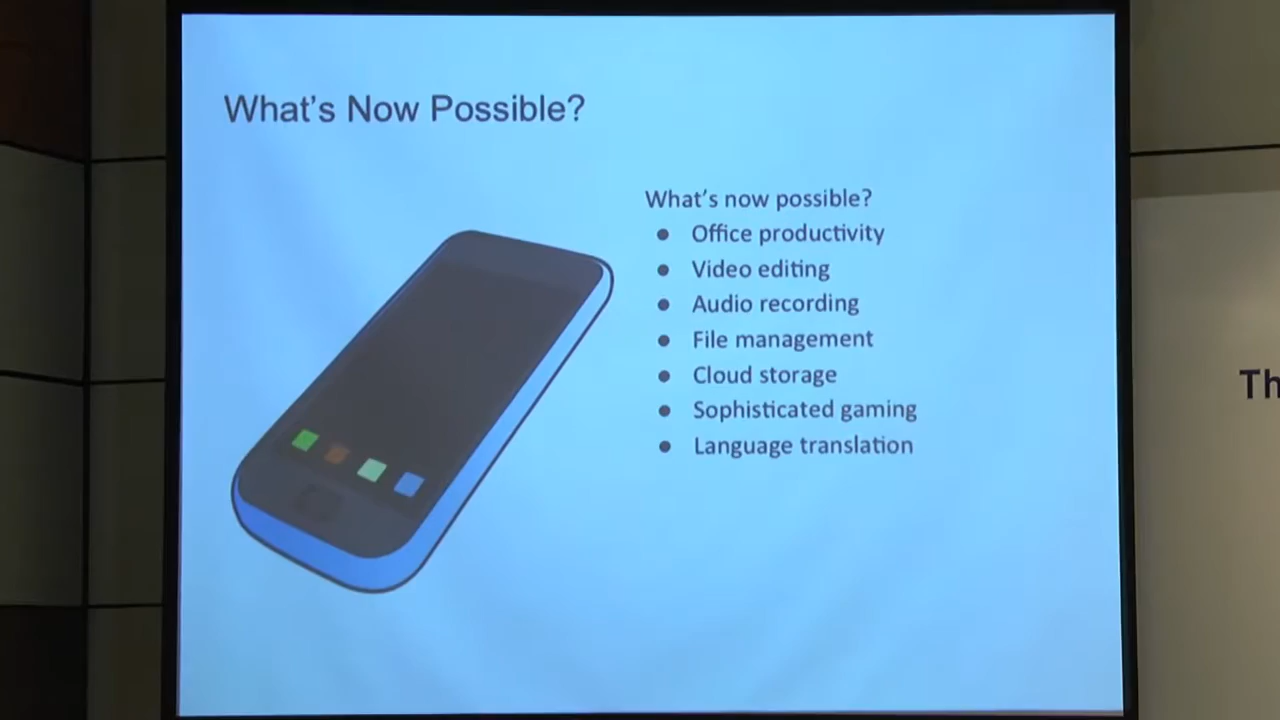 What's Now Possible?
What's now possible?
● Office productivity
● Video editing
● Audio recording
● File management
● Cloud storage
● Sophisticated gaming
● Language translation
Th